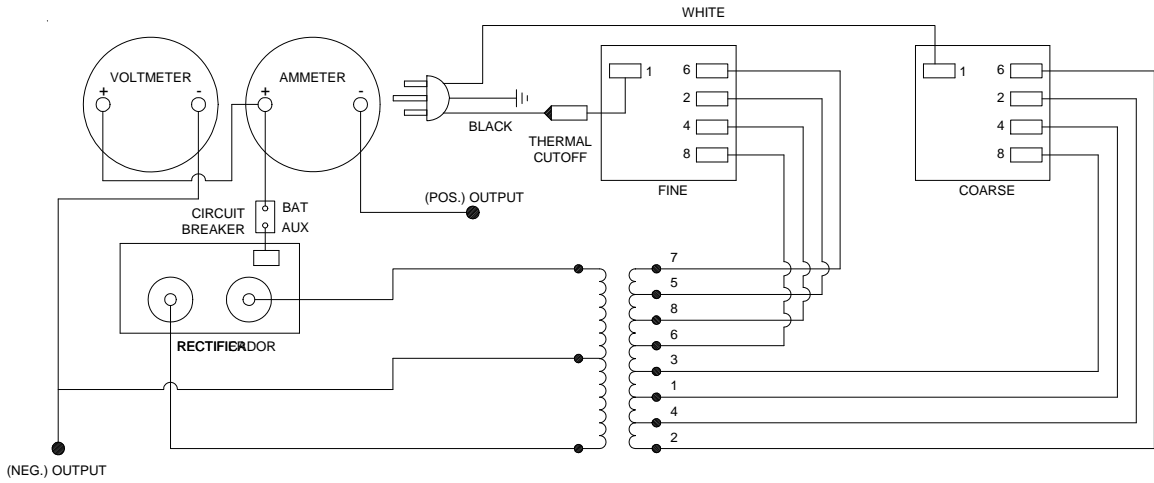 WHITE
VOLTMETER
AMMETER
+ - + -
BLACK
THERMAL
CUTOFF
1
6
2
4
8
FINE
1
6
2
4
8
COARSE
(POS.) OUTPUT
CIRCUIT
BREAKER
BAT
AUX
7
5
8
6
3
1
4
2
(NEG.) OUTPUT